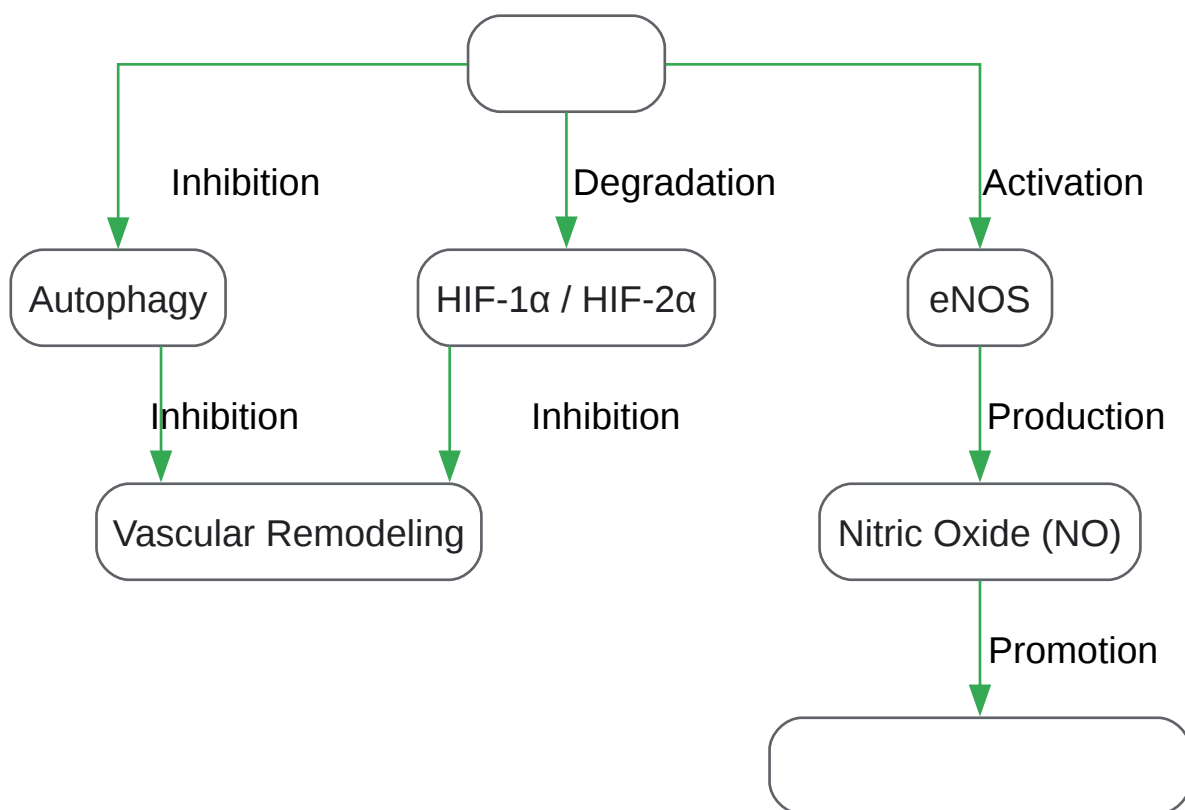 Inhibition
Degradation
Activation
Autophagy
HIF-1α / HIF-2α
eNOS
Inhibition
Inhibition
Production
Vascular Remodeling
Nitric Oxide (NO)
Promotion